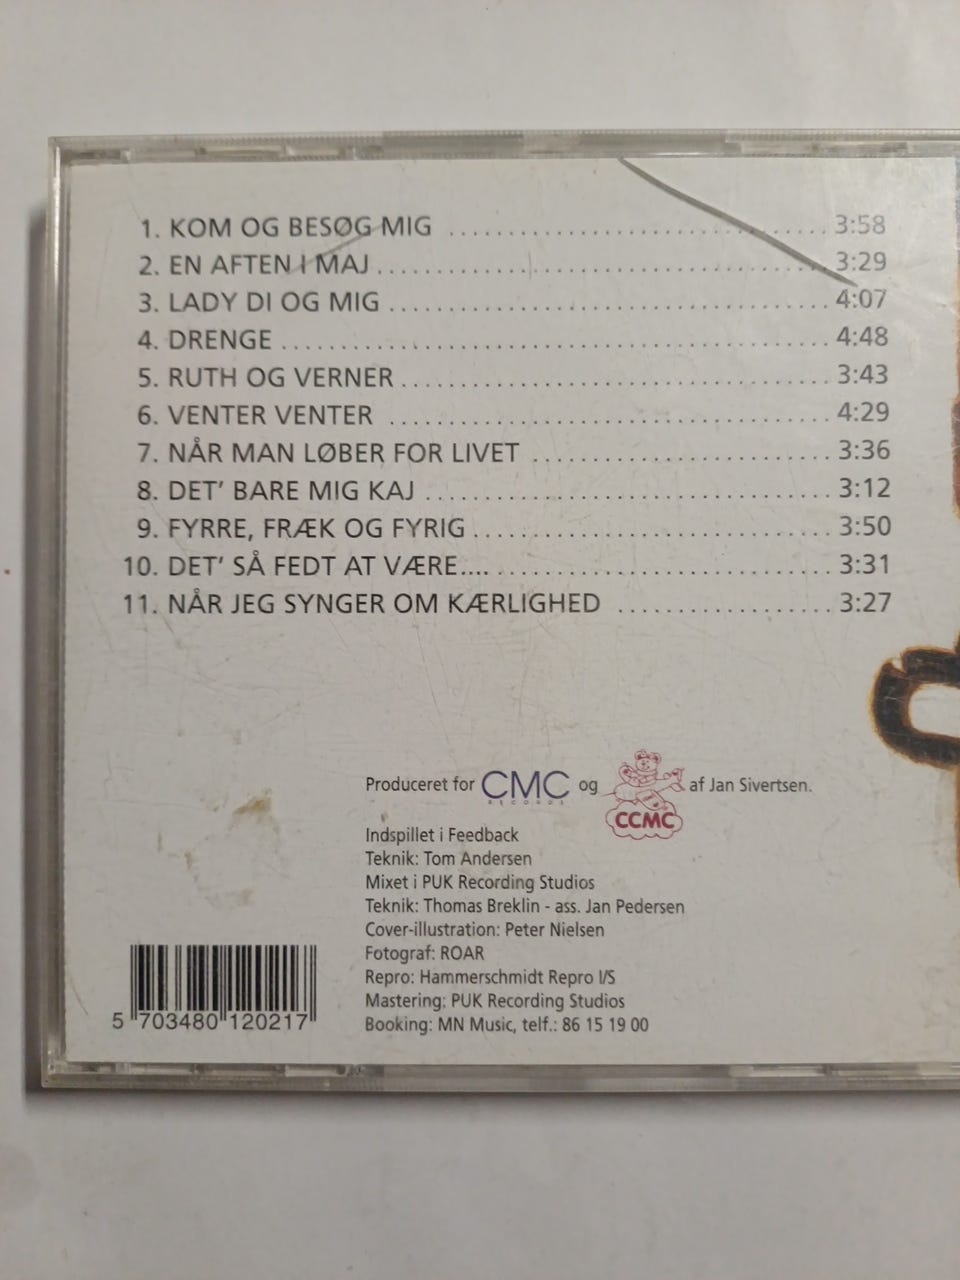 1. KOM OG BESØG MIG ........................................ 3:58
2. EN AFTEN I MAJ ............................................. 3:29
3. LADY DI OG MIG ............................................ 4:07
4. DRENGE ...................................................... 4:48
5. RUTH OG VERNER ........................................... 3:43
6. VENTER VENTER ............................................ 4:29
7. NÅR MAN LØBER FOR LIVET .............................. 3:36
8. DET' BARE MIG KAJ ........................................ 3:12
9. FYRRE, FRÆK OG FYRIG .................................... 3:50
10. DET' SÅ FEDT AT VÆRE.... ................................. 3:31
11. NÅR JEG SYNGER OM KÆRLIGHED ..................... 3:27
Produceret for CMC RECORDS og CCMC af Jan Sivertsen.
Indspillet i Feedback
Teknik: Tom Andersen
Mixet i PUK Recording Studios
Teknik: Thomas Breklin - ass. Jan Pedersen
Cover-illustration: Peter Nielsen
Fotograf: ROAR
Repro: Hammerschmidt Repro I/S
Mastering: PUK Recording Studios
Booking: MN Music, telf.: 86 15 19 00
5 703480 120217